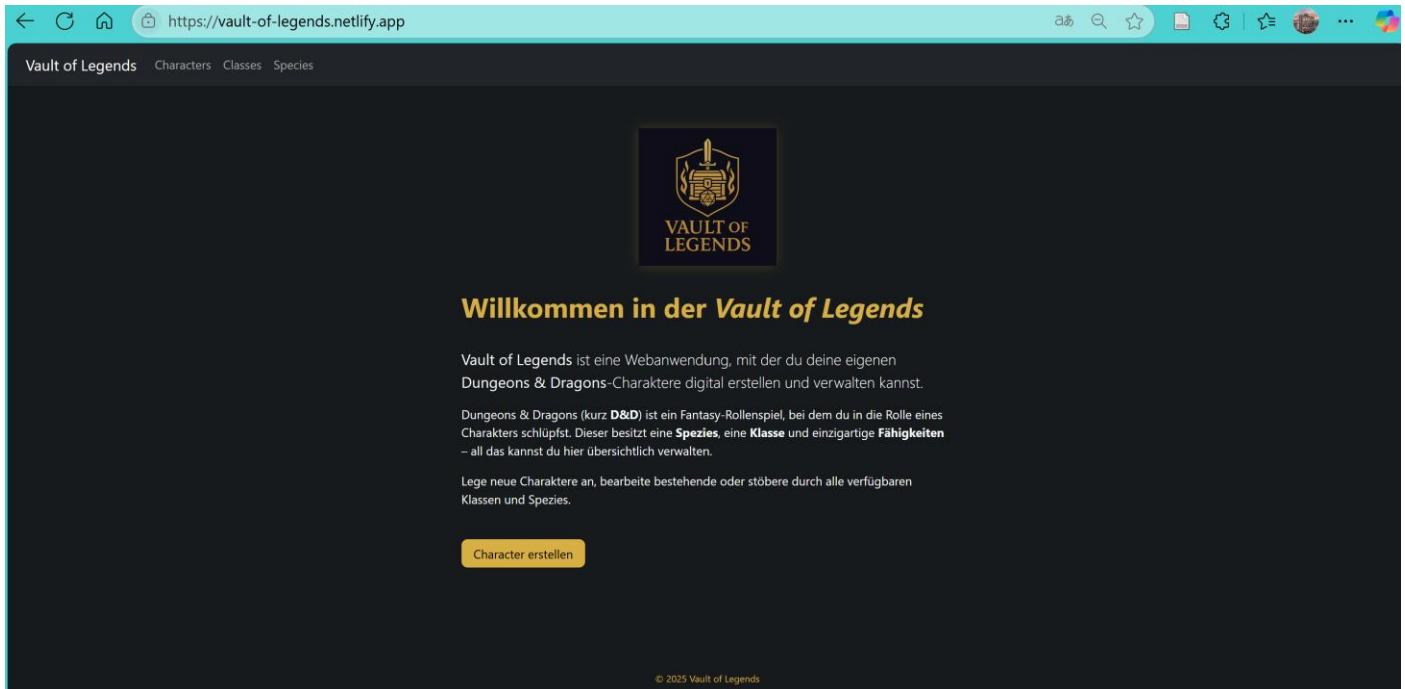 https://vault-of-legends.netlify.app
Vault of Legends Characters Classes Species
VAULT OF
LEGENDS
Willkommen in der Vault of Legends
Vault of Legends ist eine Webanwendung, mit der du deine eigenen
Dungeons & Dragons-Charaktere digital erstellen und verwalten kannst.
Dungeons & Dragons (kurz D&D) ist ein Fantasy-Rollenspiel, bei dem du in die Rolle eines
Charakters schlüpfst. Dieser besitzt eine Spezies, eine Klasse und einzigartige Fähigkeiten
– all das kannst du hier übersichtlich verwalten.
Lege neue Charaktere an, bearbeite bestehende oder stöbere durch alle verfügbaren
Klassen und Spezies.
Character erstellen
© 2025 Vault of Legends